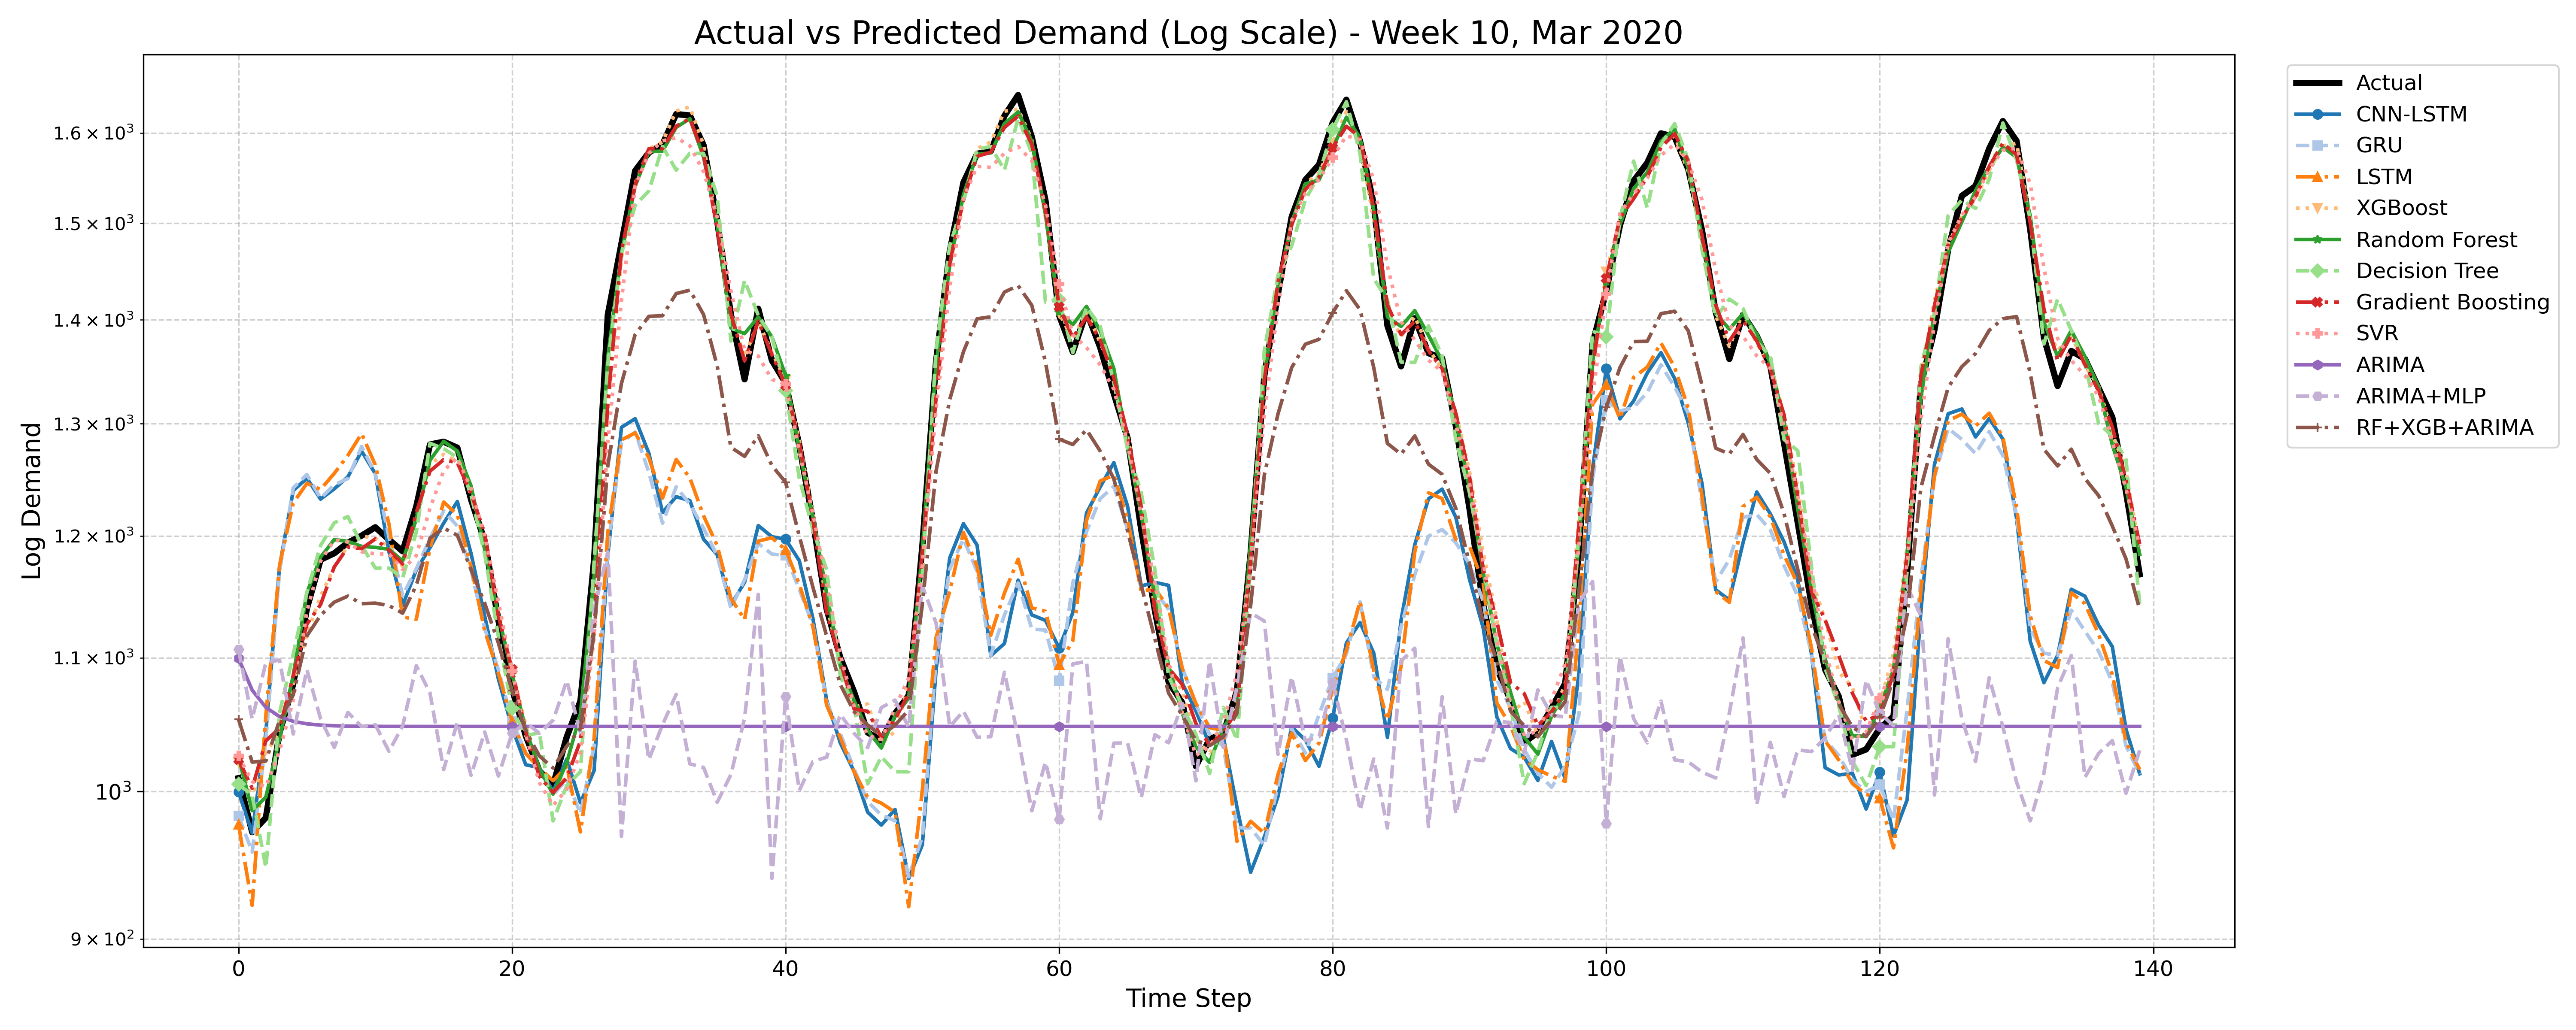 Actual vs Predicted Demand (Log Scale) - Week 10, Mar 2020
Log Demand
1.6 × 10³
1.5 × 10³
1.4 × 10³
1.3 × 10³
1.2 × 10³
1.1 × 10³
10³
9 × 10²
0 20 40 60 80 100 120 140
Time Step
Actual
CNN-LSTM
GRU
LSTM
XGBoost
Random Forest
Decision Tree
Gradient Boosting
SVR
ARIMA
ARIMA+MLP
RF+XGB+ARIMA